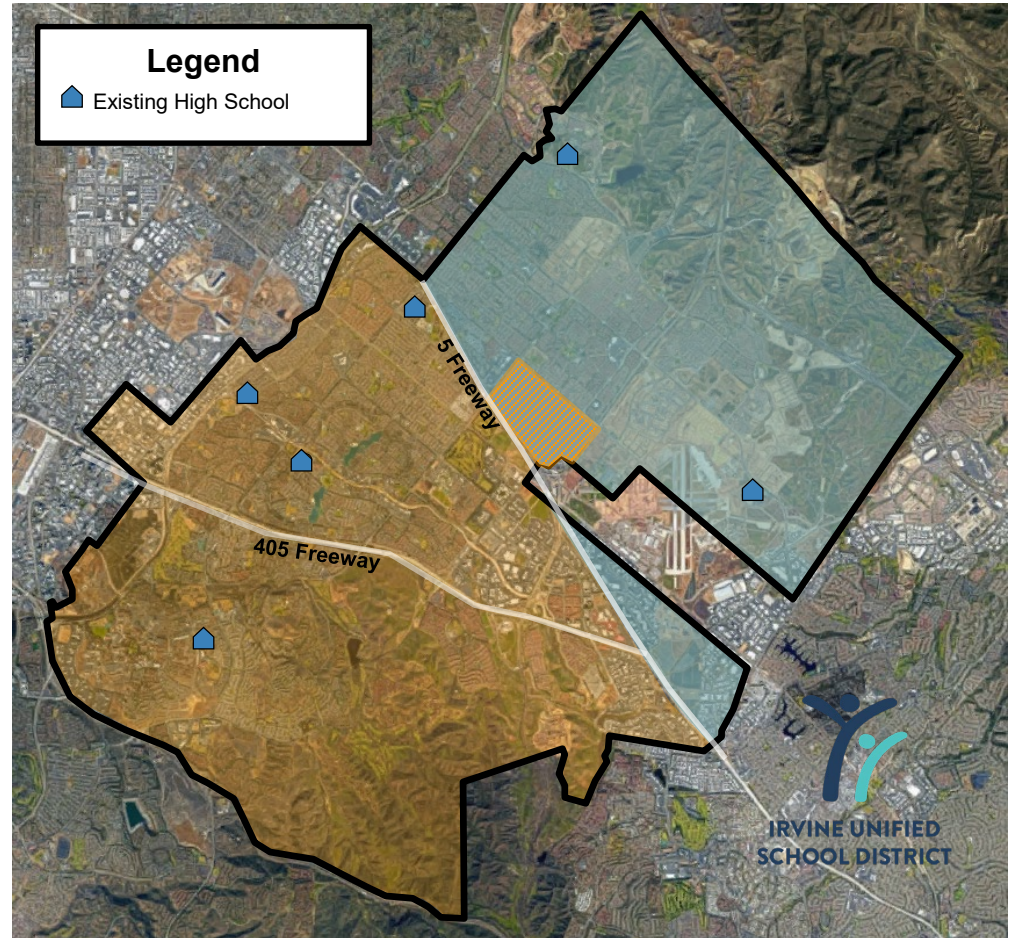 Legend
Existing High School
5 Freeway
405 Freeway
IRVINE UNIFIED
SCHOOL DISTRICT